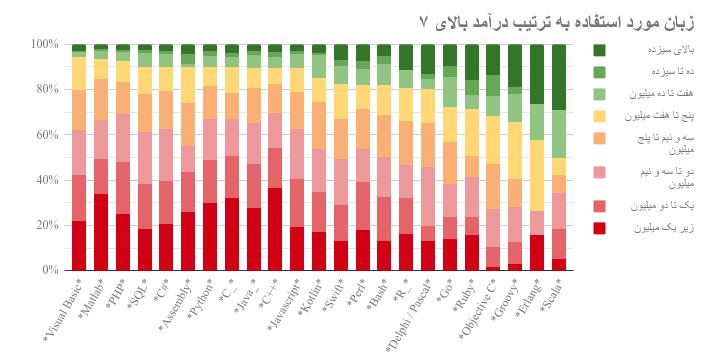 زبان مورد استفاده به ترتیب درآمد بالای ۷
100%
80%
60%
40%
20%
0%
بالای سیزده
ده تا سیزده
هفت تا ده میلیون
پنج تا هفت میلیون
سه و نیم تا پنج
میلیون
دو تا سه و نیم
میلیون
یک تا دو میلیون
زیر یک میلیون
*Visual Basic*
*Matlab*
*PHP*
*SQL*
*C#*
*Assembly*
*Python*
*C_*
*Java_*
*C++*
*Javascript*
*Kotlin*
*Swift*
*Perl*
*Bash*
*R_*
*Delphi / Pascal*
*Go*
*Ruby*
*Objective C*
*Groovy*
*Erlang*
*Scala*